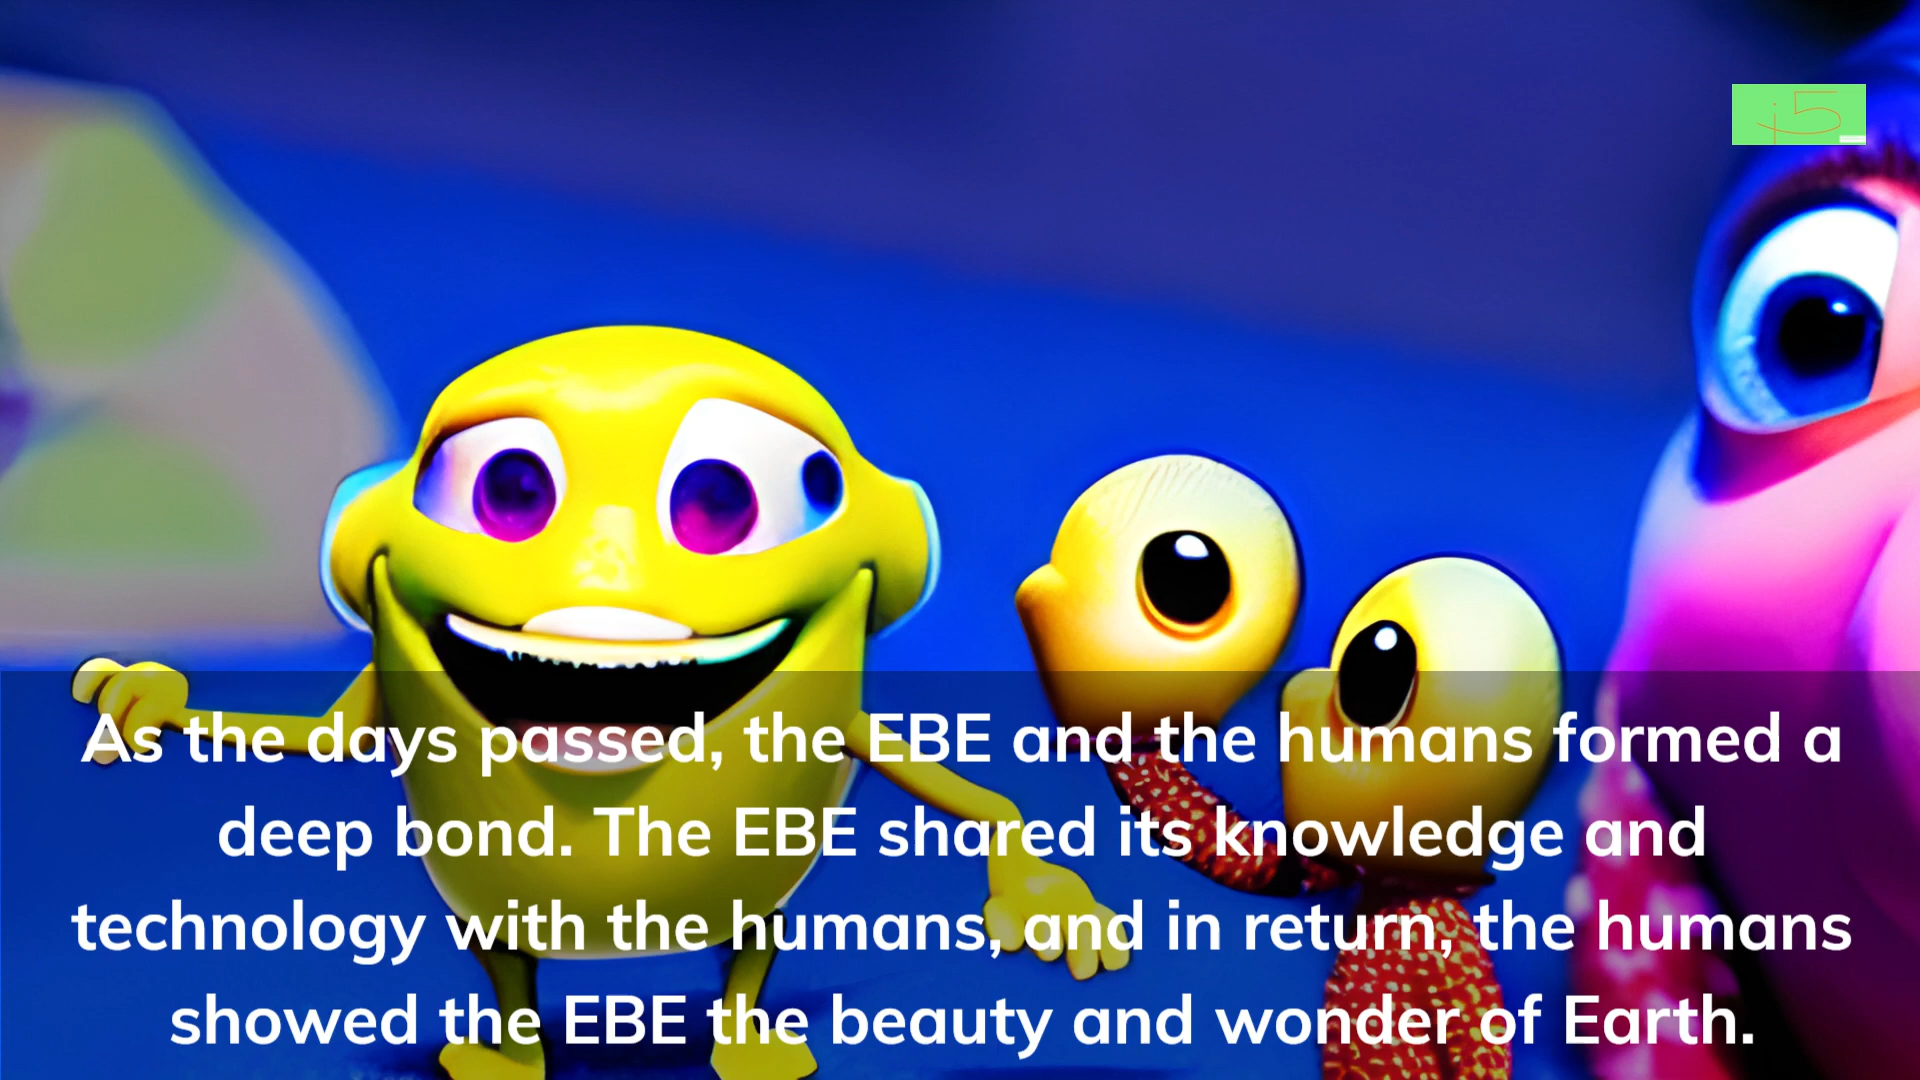 i5
As the days passed, the EBE and the humans formed a
deep bond. The EBE shared its knowledge and
technology with the humans, and in return, the humans
showed the EBE the beauty and wonder of Earth.